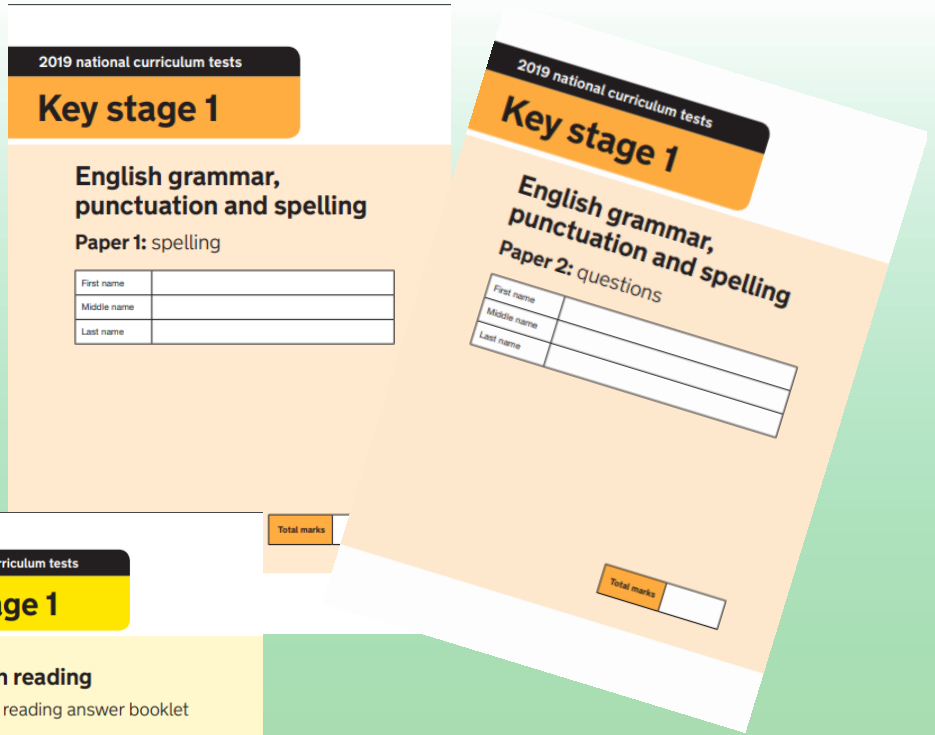 2019 national curriculum tests
Key stage 1
English grammar,
punctuation and spelling
Paper 1: spelling
First name
Middle name
Last name
Total marks
2019 national curriculum tests
Key stage 1
English grammar,
punctuation and spelling
Paper 2: questions
First name
Middle name
Last name
Total marks
tests
1
reading
reading answer booklet